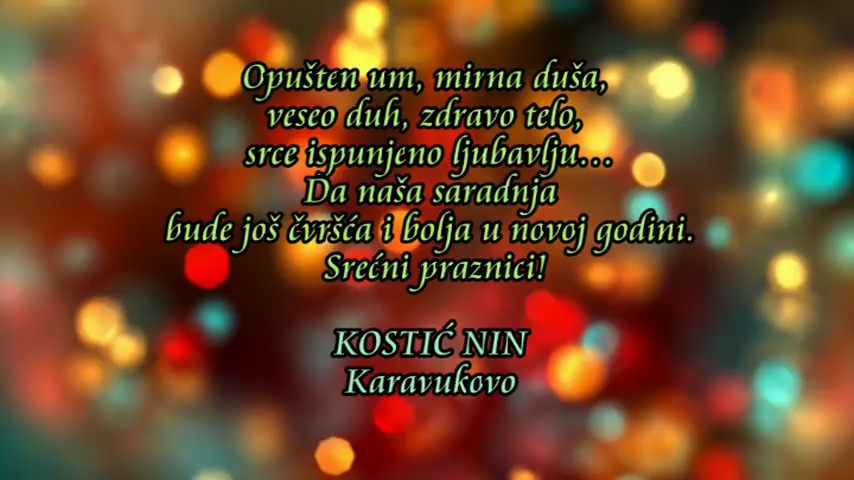 Opušten um, mirna duša,
veseo duh, zdravo telo,
srce ispunjeno ljubavlju...
Da naša saradnja
bude još čvršća i bolja u novoj godini.
Srećni praznici!
KOSTIĆ NIN
Karavukovo